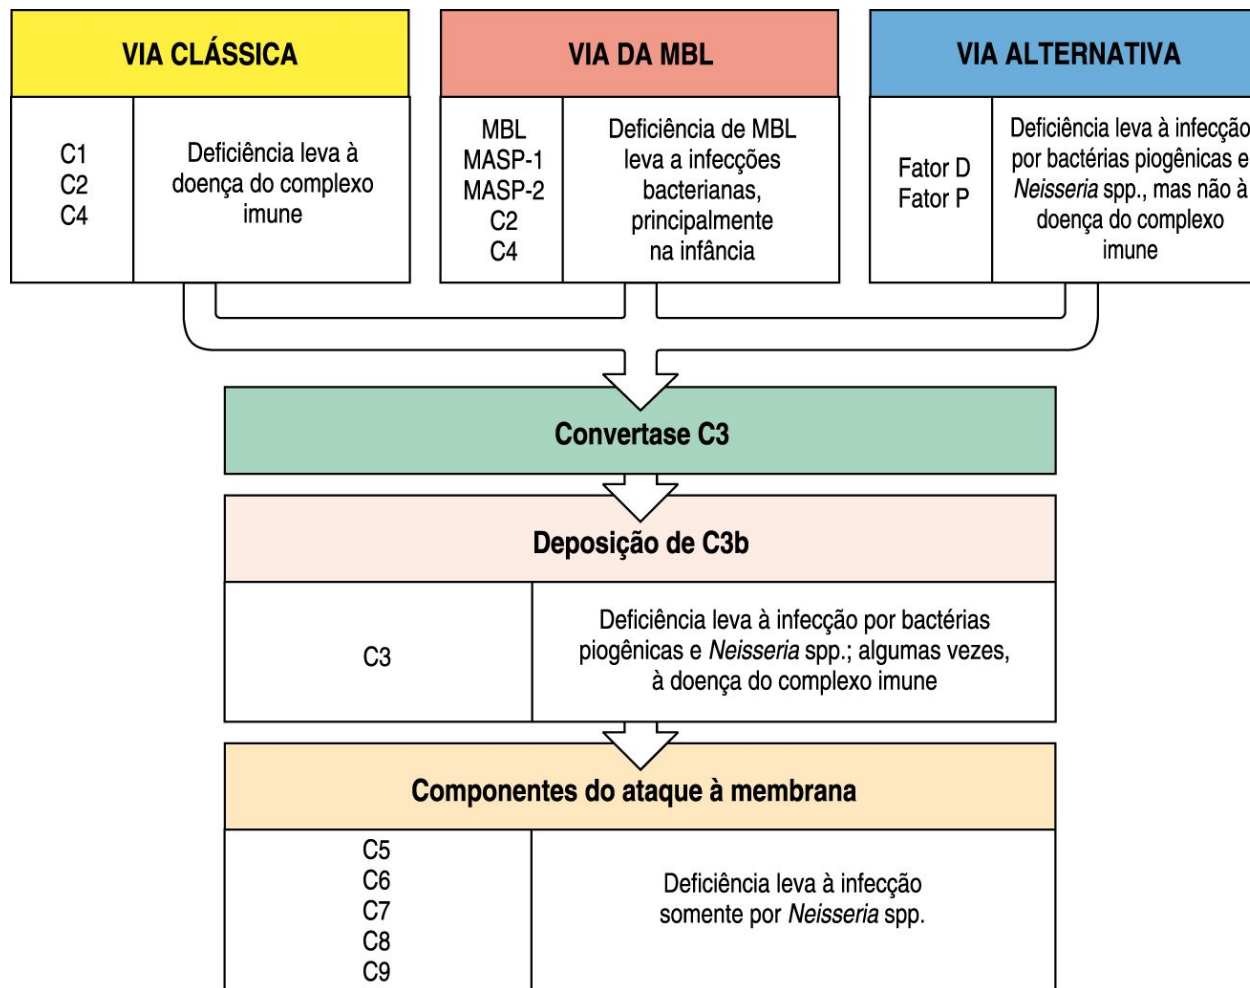 VIA CLÁSSICA
C1
C2
C4
Deficiência leva à
doença do complexo
imune
VIA DA MBL
MBL
MASP-1
MASP-2
C2
C4
Deficiência de MBL
leva a infecções
bacterianas,
principalmente
na infância
VIA ALTERNATIVA
Fator D
Fator P
Deficiência leva à infecção
por bactérias piogênicas e
Neisseria spp., mas não à
doença do complexo
imune
Convertase C3
Deposição de C3b
C3
Deficiência leva à infecção por bactérias
piogênicas e Neisseria spp.; algumas vezes,
à doença do complexo imune
Componentes do ataque à membrana
C5
C6
C7
C8
C9
Deficiência leva à infecção
somente por Neisseria spp.